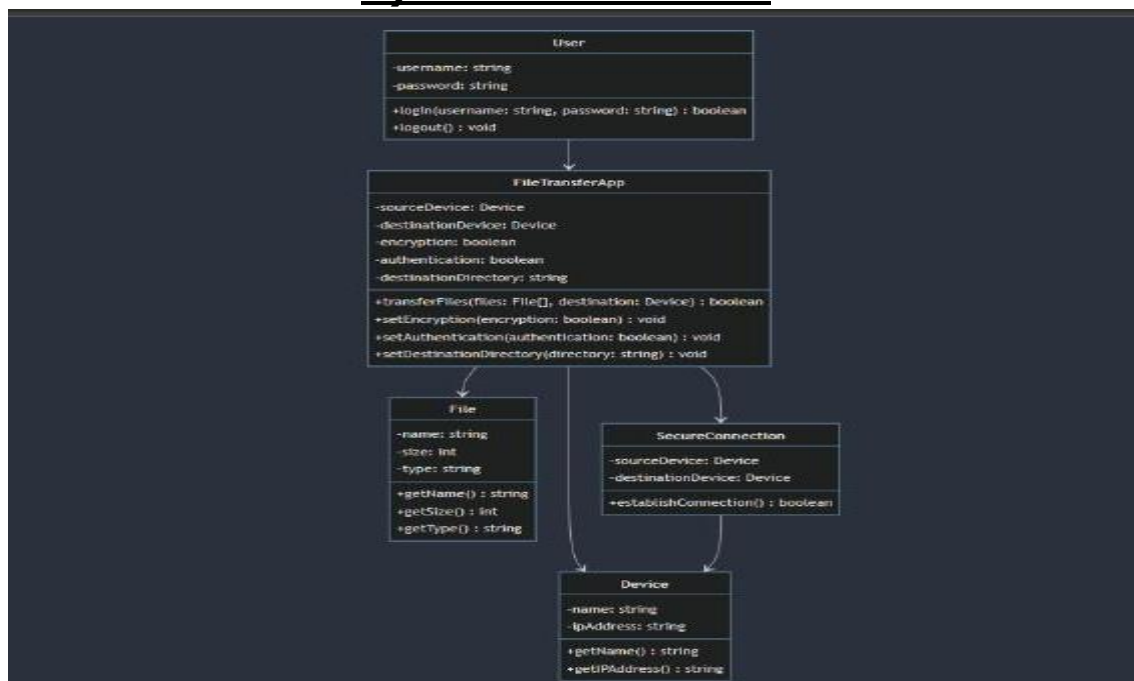 User
-username: string
-password: string
+login(username: string, password: string) : boolean
+logout() : void
FileTransferApp
-sourceDevice: Device
-destinationDevice: Device
-encryption: boolean
-authentication: boolean
-destinationDirectory: string
+transferFiles(files: File[], destination: Device) : boolean
+setEncryption(encryption: boolean) : void
+setAuthentication(authentication: boolean) : void
+setDestinationDirectory(directory: string) : void
File
-name: string
-size: int
-type: string
+getName() : string
+getSize() : int
+getType() : string
SecureConnection
-sourceDevice: Device
-destinationDevice: Device
+establishConnection() : boolean
Device
-name: string
-ipAddress: string
+getName() : string
+getIPAddress() : string